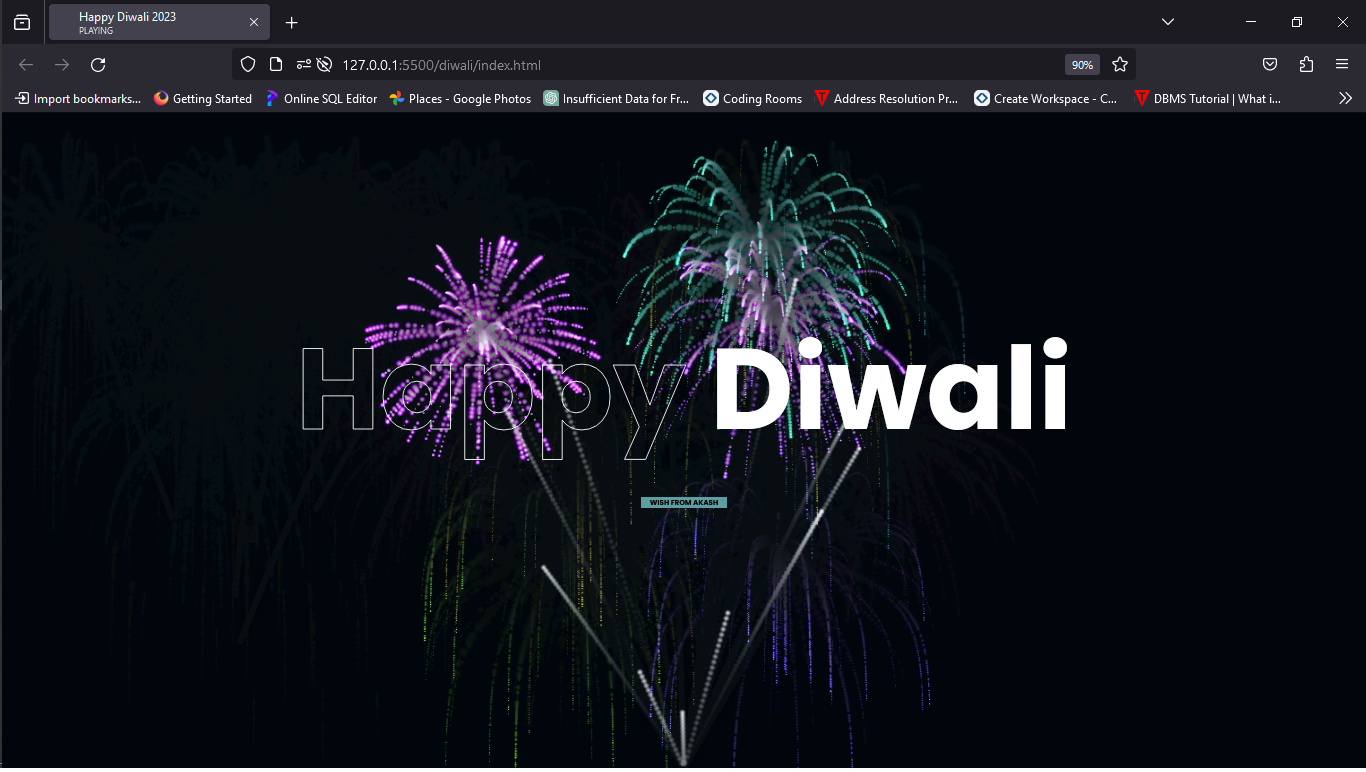 Happy Diwali 2023
PLAYING
127.0.0.1:5500/diwali/index.html
90%
Import bookmarks...
Getting Started
Online SQL Editor
Places - Google Photos
Insufficient Data for Fr...
Coding Rooms
Address Resolution Pr...
Create Workspace - C...
DBMS Tutorial | What i...
Happy Diwali
WISH FROM AKASH